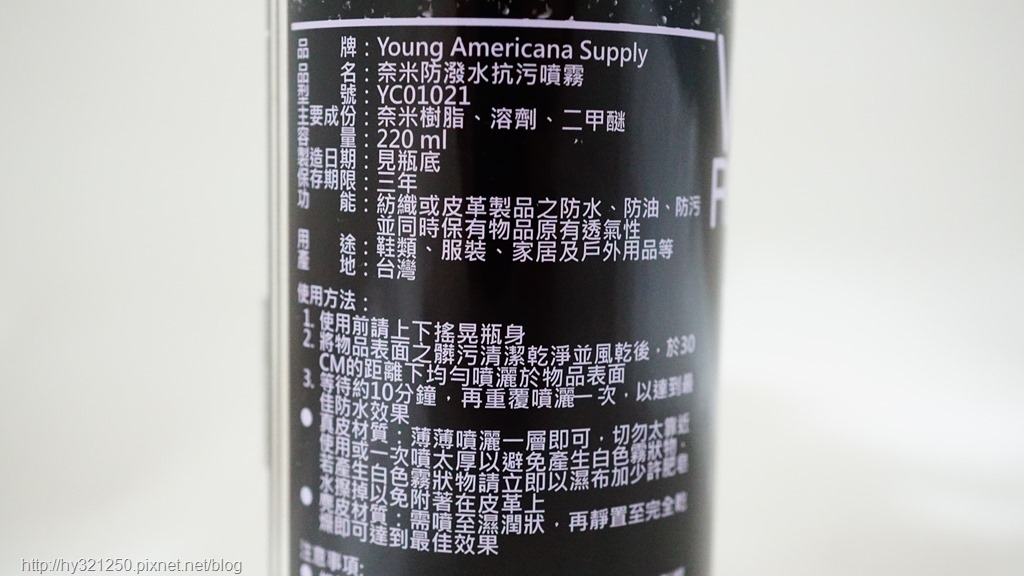 品牌：Young Americana Supply
品名：奈米防潑水抗污噴霧
型號：YC01021
主要成份：奈米樹脂、溶劑、二甲醚
容量：220 ml
製造日期：見瓶底
保存期限：三年
功能：紡織或皮革製品之防水、防油、防污
並同時保有物品原有透氣性
用途：鞋類、服裝、家居及戶外用品等
產地：台灣
使用方法：
1. 使用前請上下搖晃瓶身
2. 將物品表面之髒污清潔乾淨並風乾後，於30
CM的距離下均勻噴灑於物品表面
3. 等待約10分鐘，再重覆噴灑一次，以達到最
佳防水效果
● 真皮材質：薄薄噴灑一層即可，切勿太靠近
使用或一次噴太厚以避免產生白色霧狀物，
若產生白色霧狀物請立即以濕布加少許肥皂
水擦掉以免附著在皮革上
● 麂皮材質：需噴至濕潤狀，再靜置至完全乾
燥即可達到最佳效果
注意事項：
http://hy321250.pixnet.net/blog